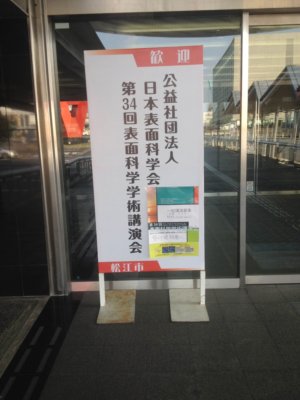 歓迎
公益社団法人
日本表面科学会
第34回表面科学学術講演会
松江市